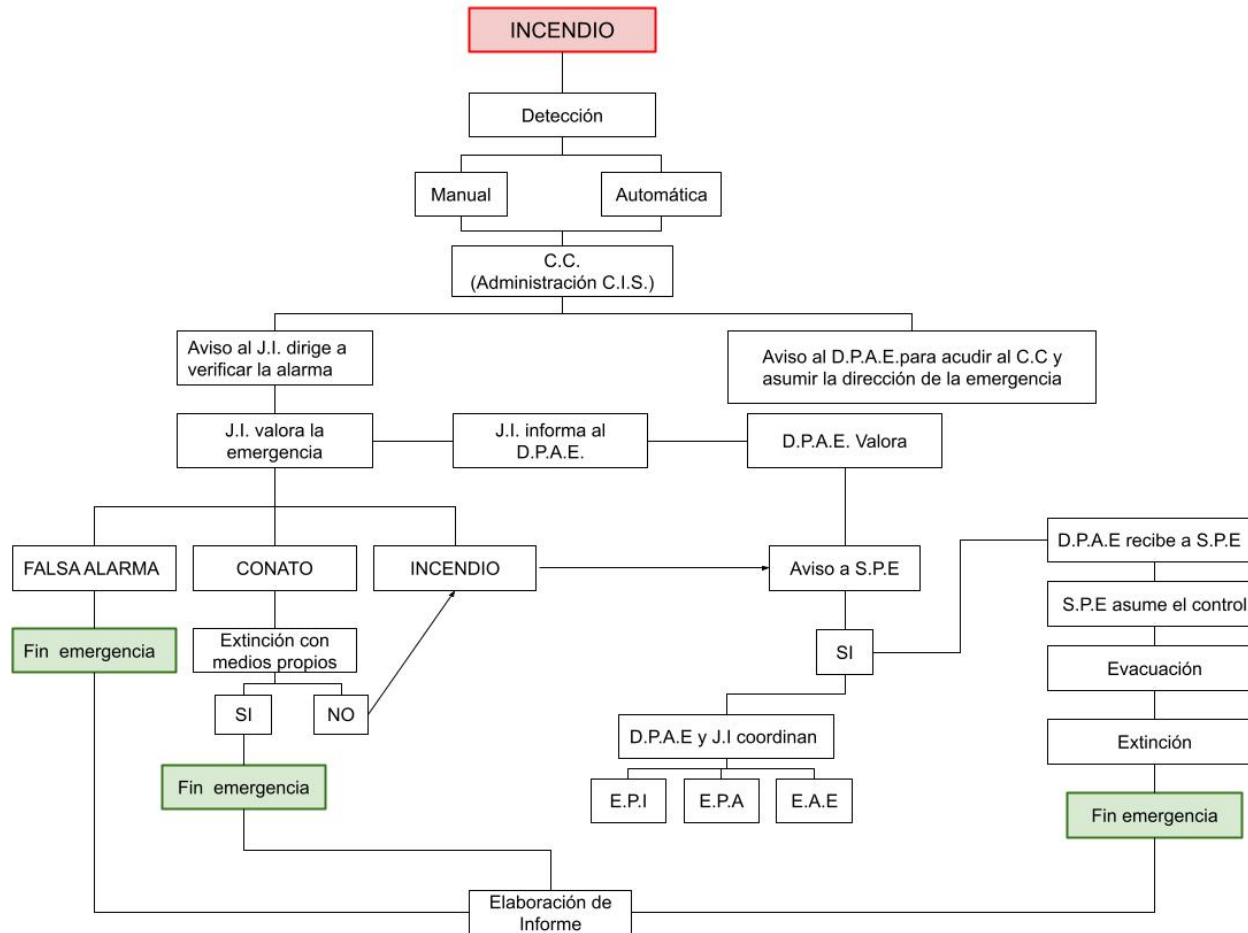 INCENDIO
Detección
Manual
Automática
C.C.
(Administración C.I.S.)
Aviso al J.I. dirige a
verificar la alarma
Aviso al D.P.A.E.para acudir al C.C y
asumir la dirección de la emergencia
J.I. valora la
emergencia
J.I. informa al
D.P.A.E.
D.P.A.E. Valora
FALSA ALARMA
CONATO
INCENDIO
Aviso a S.P.E
D.P.A.E recibe a S.P.E
S.P.E asume el control
Fin emergencia
Extinción con
medios propios
SI
Evacuación
SI
NO
D.P.A.E y J.I coordinan
Extinción
Fin emergencia
E.P.I
E.P.A
E.A.E
Fin emergencia
Elaboración de
Informe